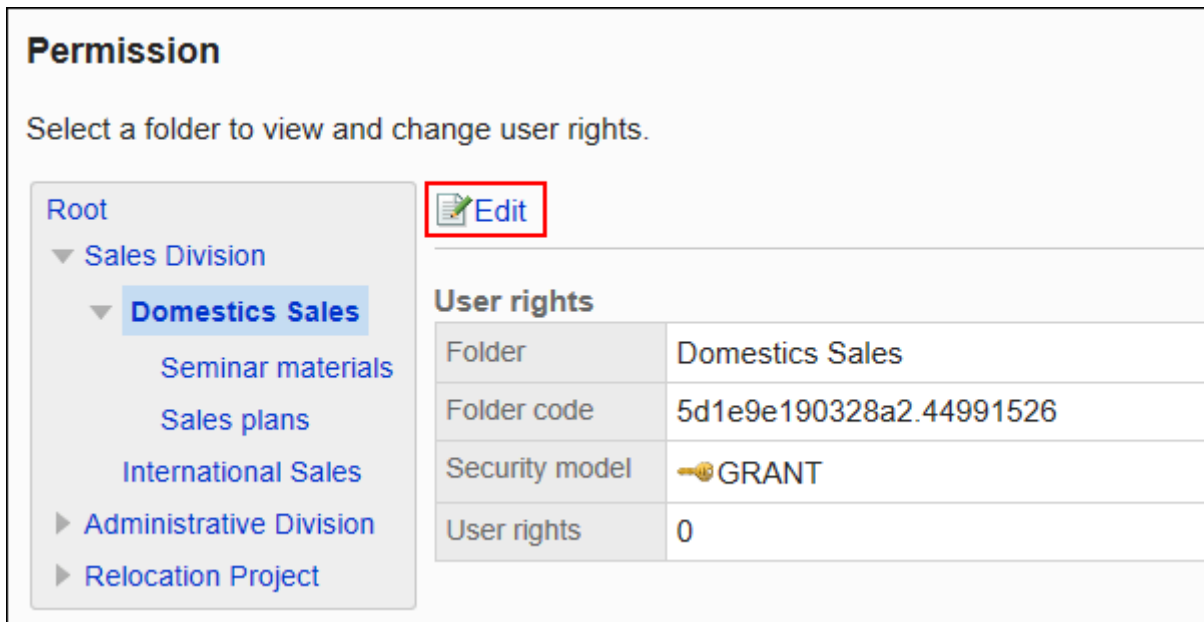 Permission
Select a folder to view and change user rights.
Root
Sales Division
Domestics Sales
Seminar materials
Sales plans
International Sales
Administrative Division
Relocation Project
Edit
User rights
Folder Domestics Sales
Folder code 5d1e9e190328a2.44991526
Security model GRANT
User rights 0